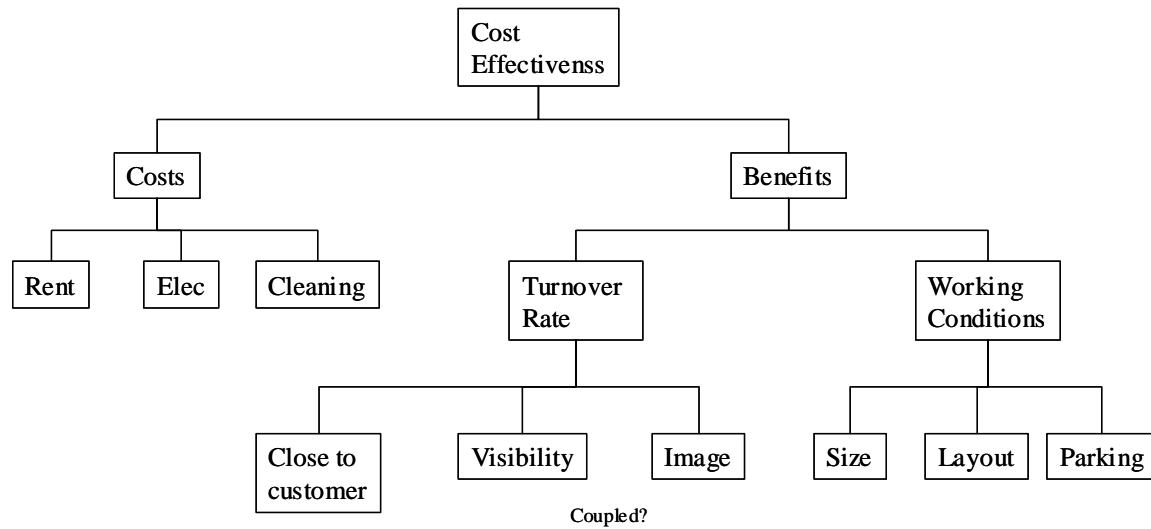 Cost
Effectivenss
Costs
Benefits
Rent
Elec
Cleaning
Turnover
Rate
Working
Conditions
Close to
customer
Visibility
Image
Size
Layout
Parking
Coupled?